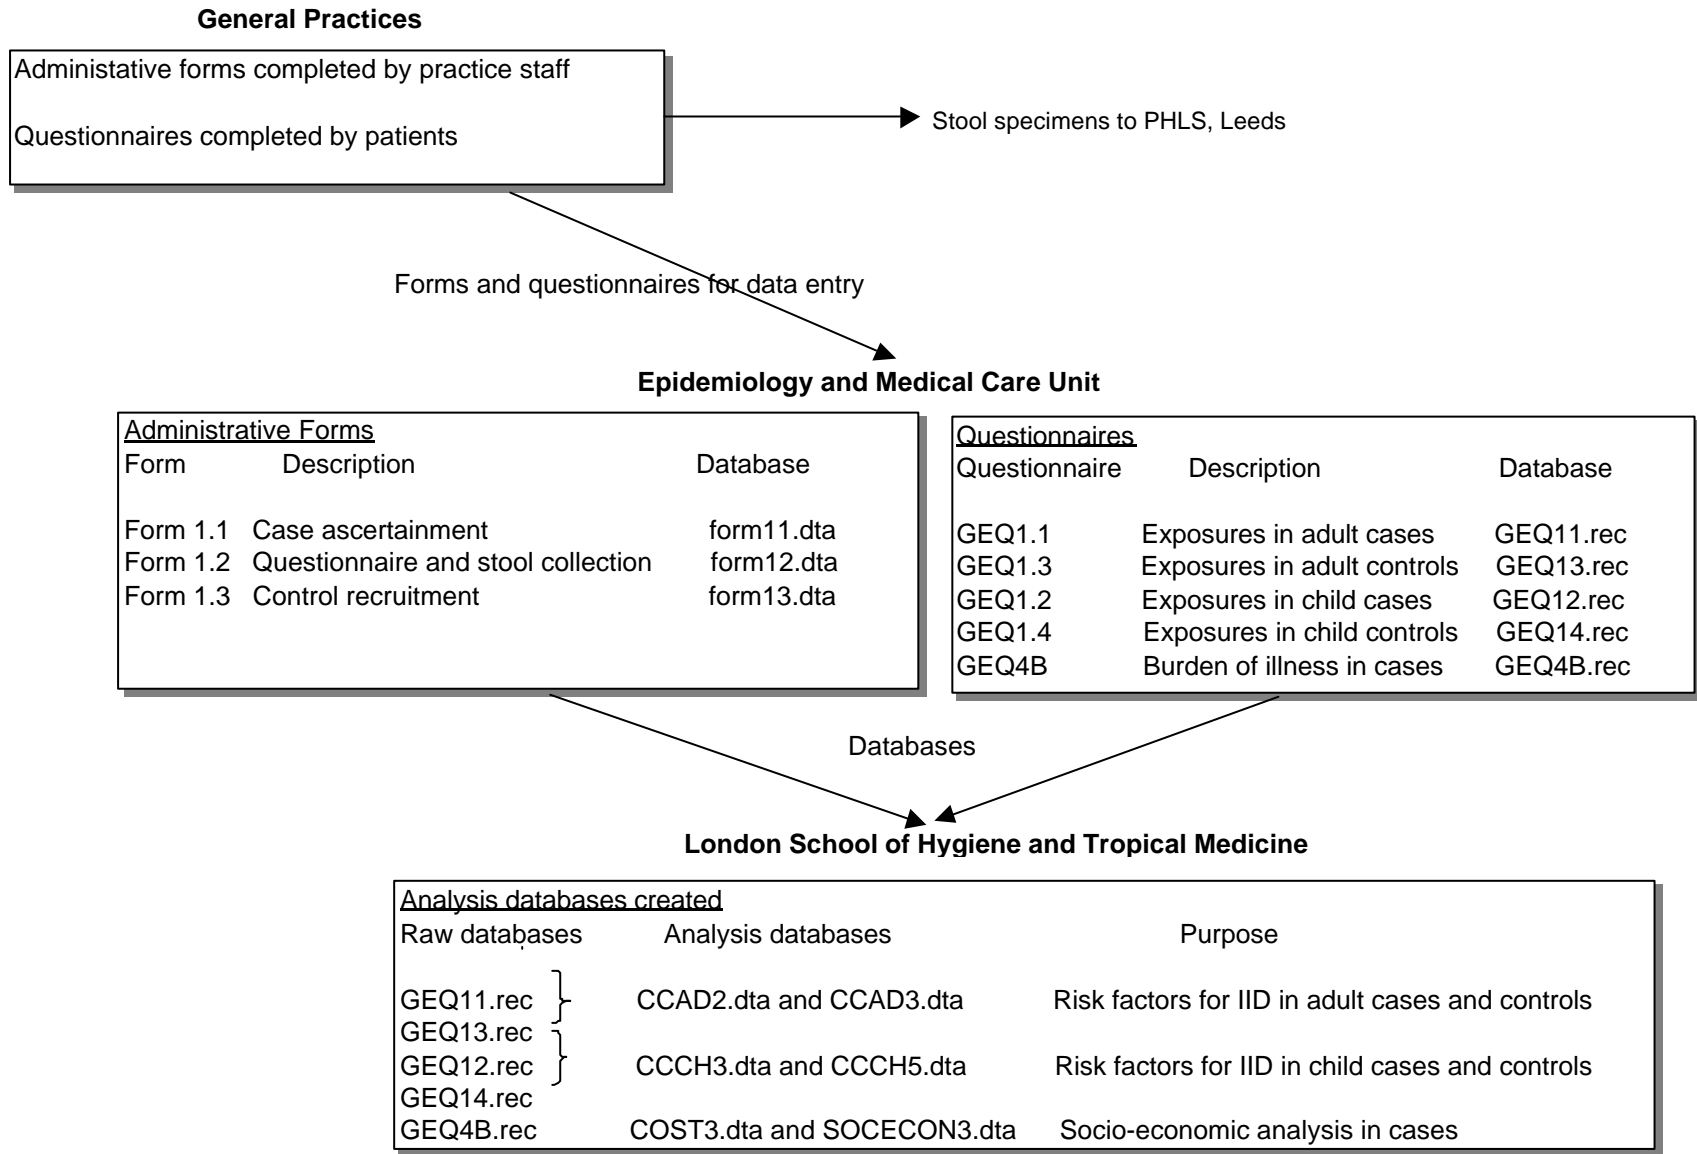 General Practices
Administative forms completed by practice staff
Questionnaires completed by patients
Stool specimens to PHLS, Leeds
Forms and questionnaires for data entry
Epidemiology and Medical Care Unit
Administrative Forms
Form Description Database
Form 1.1 Case ascertainment form11.dta
Form 1.2 Questionnaire and stool collection form12.dta
Form 1.3 Control recruitment form13.dta
Questionnaires
Questionnaire Description Database
GEQ1.1 Exposures in adult cases GEQ11.rec
GEQ1.3 Exposures in adult controls GEQ13.rec
GEQ1.2 Exposures in child cases GEQ12.rec
GEQ1.4 Exposures in child controls GEQ14.rec
GEQ4B Burden of illness in cases GEQ4B.rec
Databases
London School of Hygiene and Tropical Medicine
Analysis databases created
Raw databases Analysis databases Purpose
GEQ11.rec CCAD2.dta and CCAD3.dta Risk factors for IID in adult cases and controls
GEQ13.rec
GEQ12.rec CCCH3.dta and CCCH5.dta Risk factors for IID in child cases and controls
GEQ14.rec
GEQ4B.rec COST3.dta and SOCECON3.dta Socio-economic analysis in cases